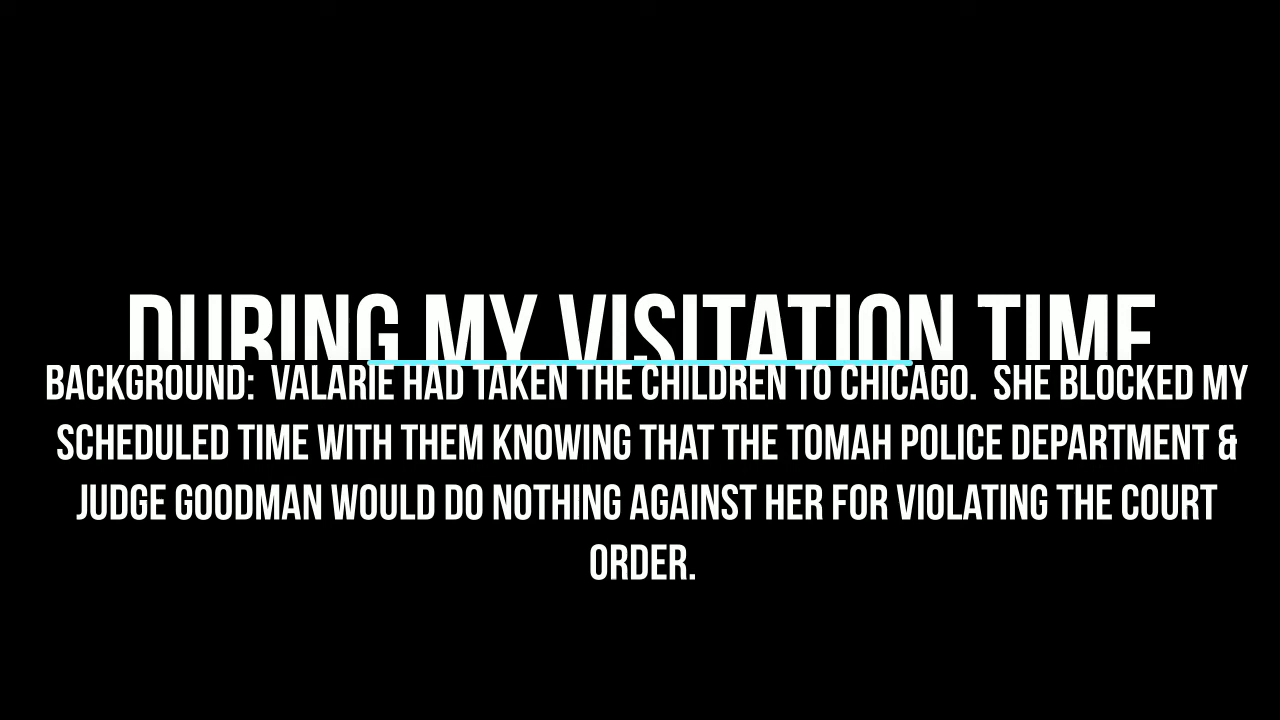 DURING MY VISITATION TIME
BACKGROUND:  VALARIE HAD TAKEN THE CHILDREN TO CHICAGO.  SHE BLOCKED MY
SCHEDULED TIME WITH THEM KNOWING THAT THE TOMAH POLICE DEPARTMENT &
JUDGE GOODMAN WOULD DO NOTHING AGAINST HER FOR VIOLATING THE COURT
ORDER.